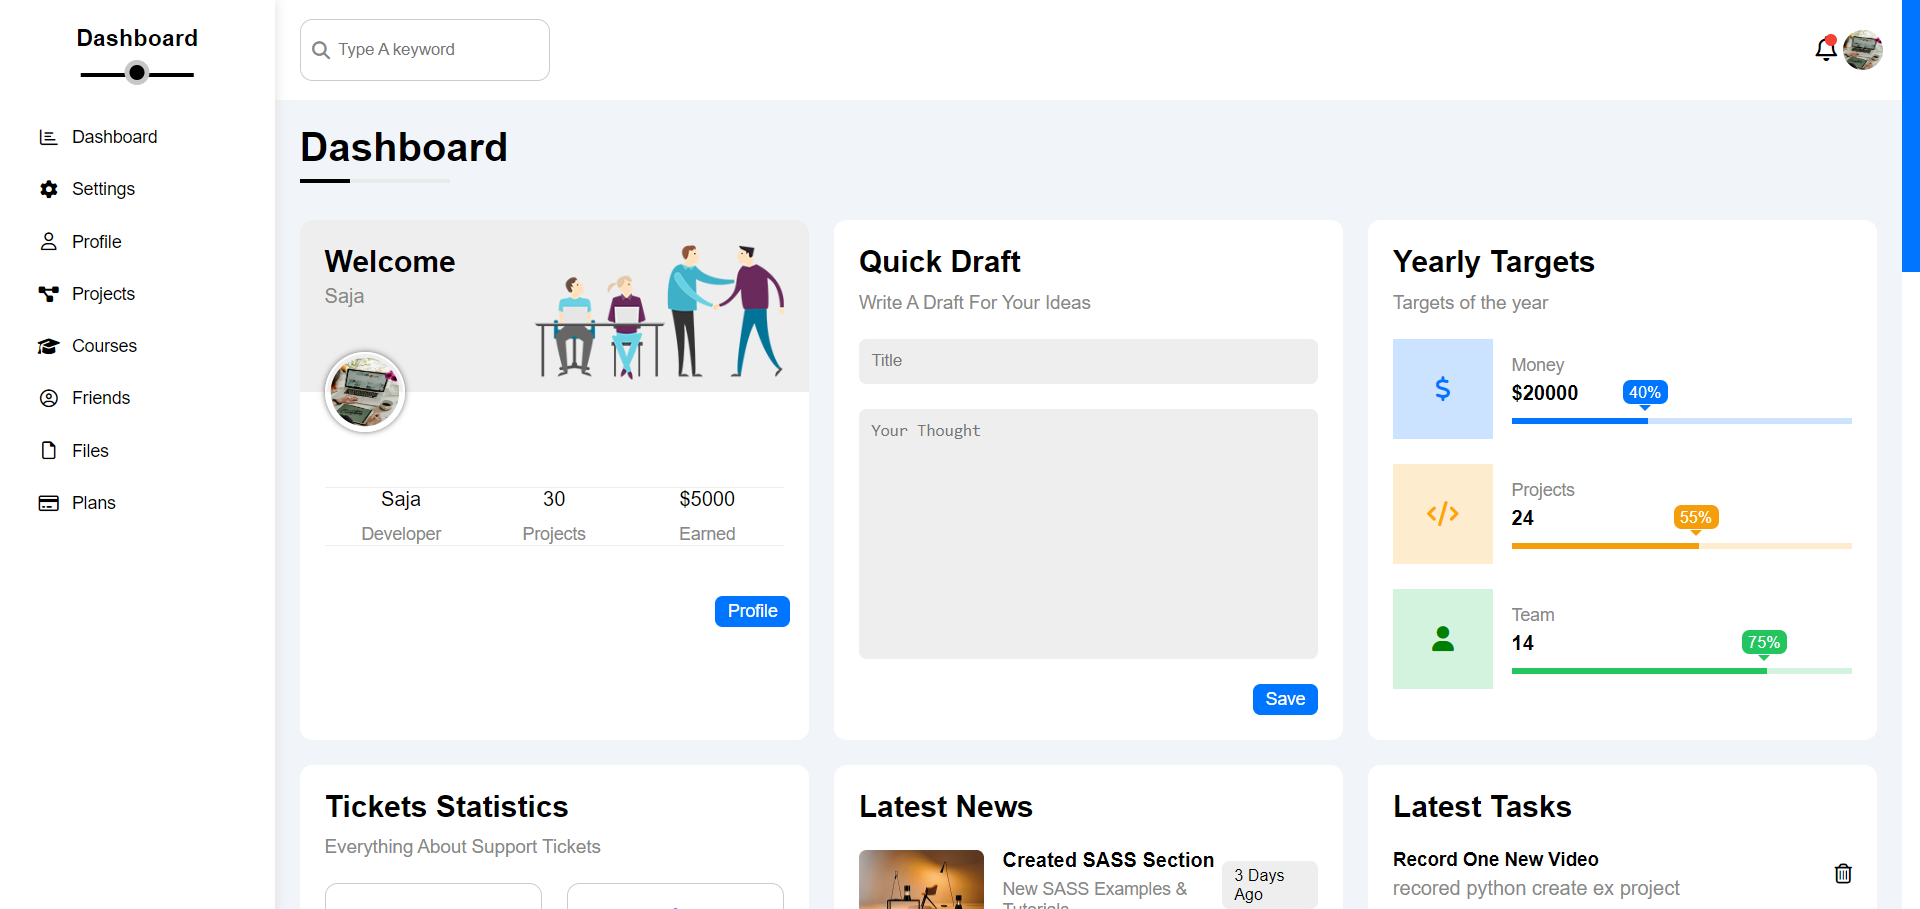 Dashboard
Type A keyword
Dashboard
Settings
Profile
Projects
Courses
Friends
Files
Plans
Dashboard
Welcome
Saja
Saja
30
$5000
Developer
Projects
Earned
Profile
Quick Draft
Write A Draft For Your Ideas
Title
Your Thought
Save
Yearly Targets
Targets of the year
Money
$20000
40%
Projects
24
55%
Team
14
75%
Tickets Statistics
Everything About Support Tickets
Latest News
Created SASS Section
New SASS Examples &
Tutorials
3 Days
Ago
Latest Tasks
Record One New Video
recored python create ex project